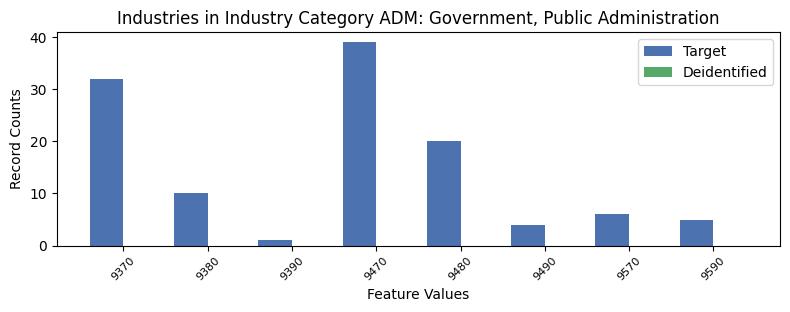 Industries in Industry Category ADM: Government, Public Administration
Target
Deidentified
Record Counts
40
30
20
10
0
9370 9380 9390 9470 9480 9490 9570 9590
Feature Values